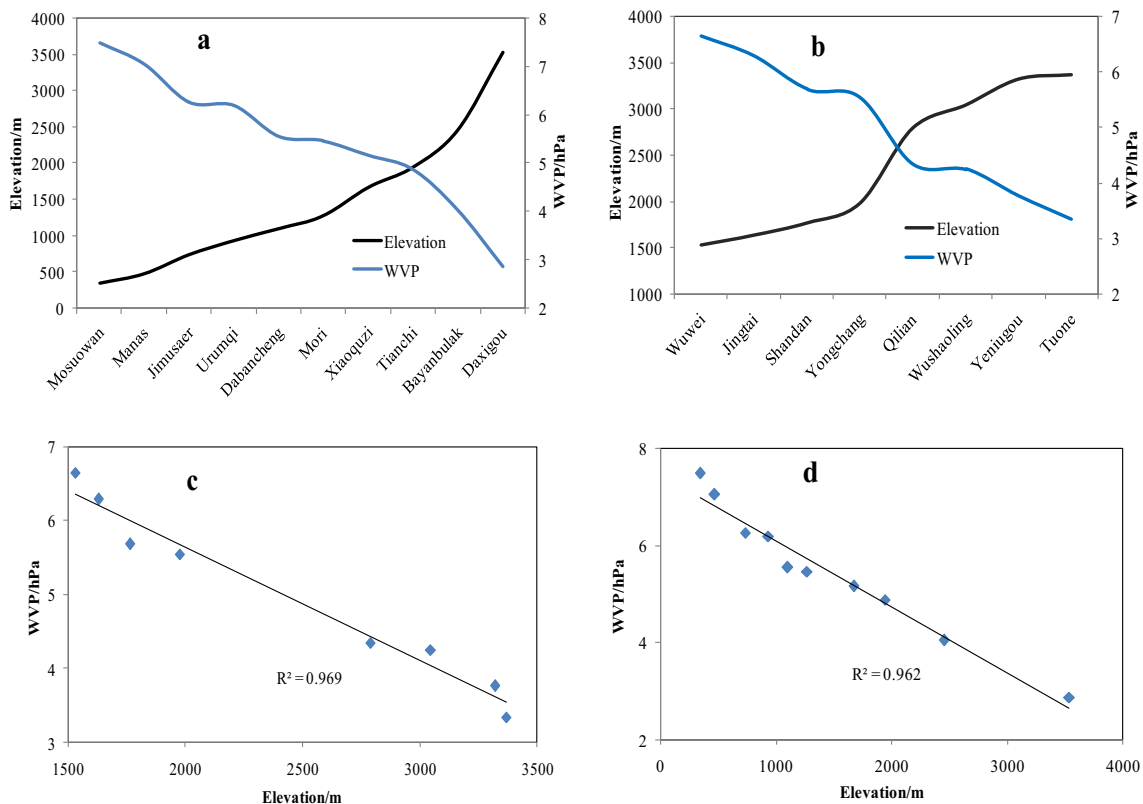 a
4000
3500
3000
2500
2000
1500
1000
500
0
Elevation/m
8
7
6
5
4
3
2
WVP/hPa
Elevation
WVP
Mosuowan
Manas
Jimusaer
Urumqi
Dabancheng
Mori
Xiaoquzi
Tianchi
Bayanbulak
Daxigou
b
4000
3500
3000
2500
2000
1500
1000
Elevation/m
7
6
5
4
3
2
WVP/hPa
Elevation
WVP
Wuwei
Jingtai
Shandan
Yongchang
Qilian
Wushaoling
Yeniugou
Tuone
c
7
6
5
4
3
WVP/hPa
R² = 0.969
1500
2000
2500
3000
3500
Elevation/m
d
8
6
4
2
WVP/hPa
R² = 0.962
0
1000
2000
3000
4000
Elevation/m